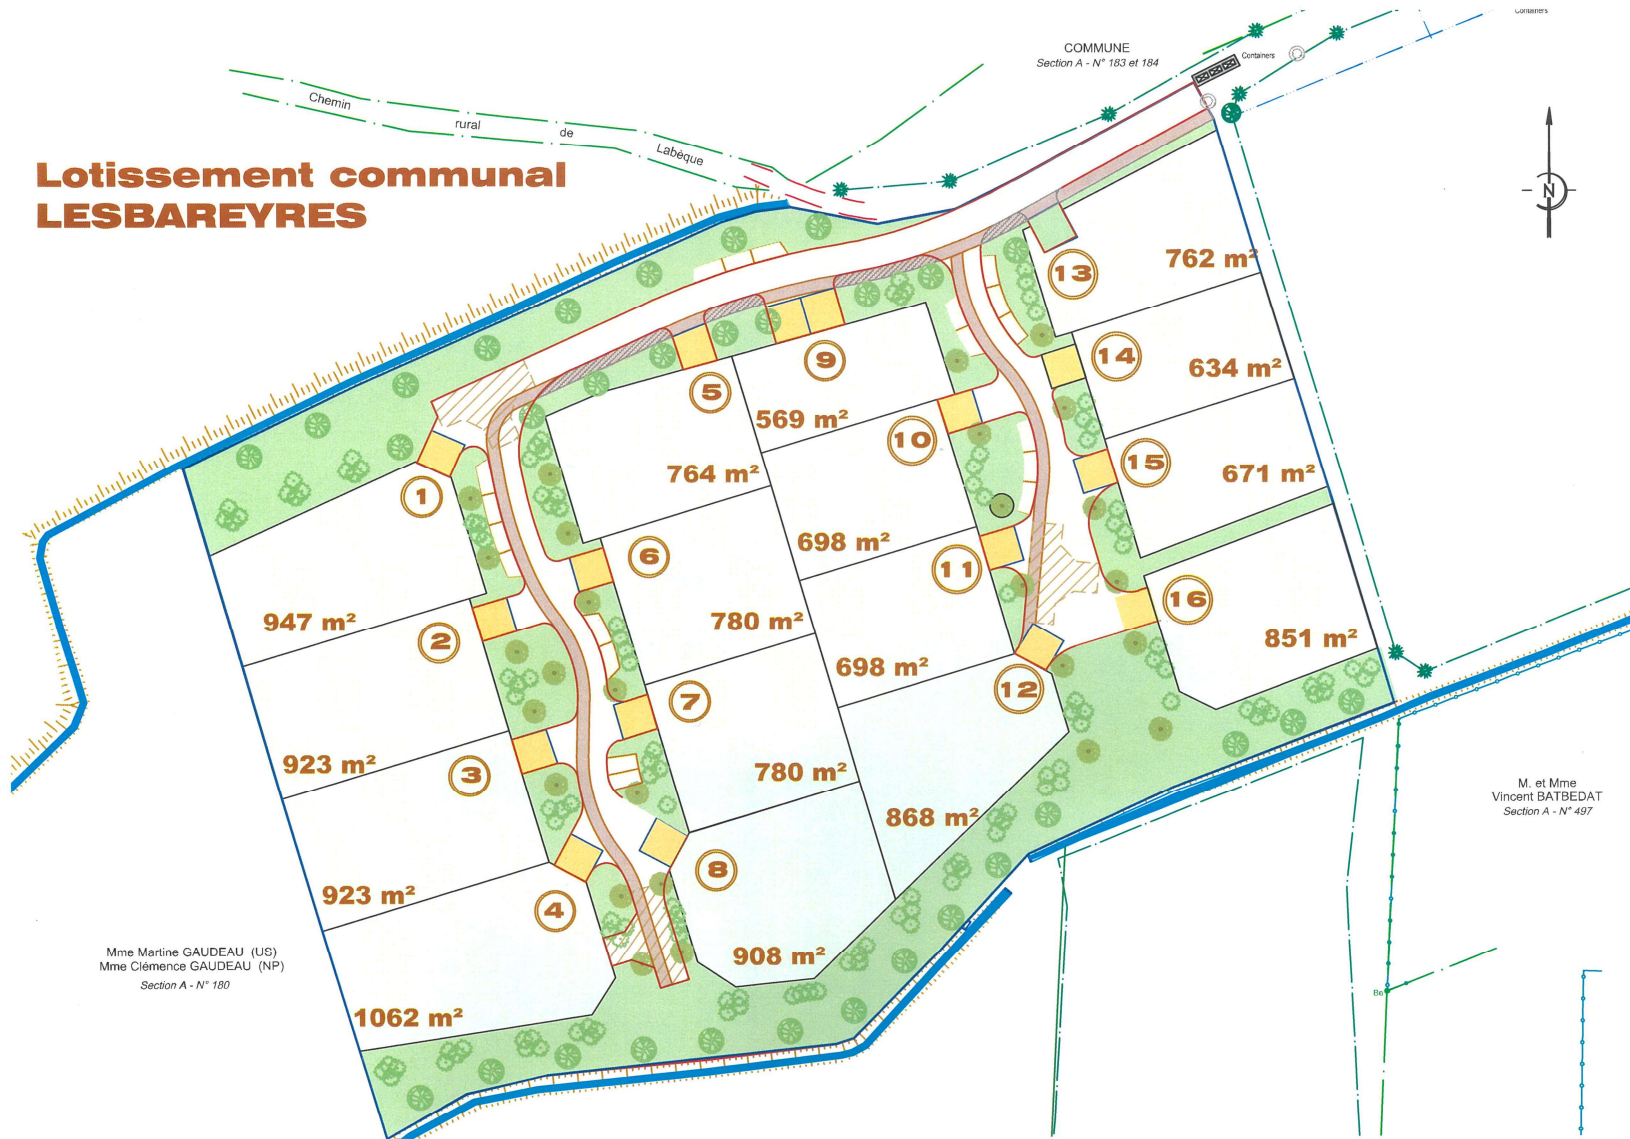 Containers
COMMUNE
Section A - N° 183 et 184
Containers
Chemin
rural
de
Labèque
Lotissement communal
LESBAREYRES
N
13
762 m²
14
634 m²
9
5
569 m²
10
764 m²
15
671 m²
1
698 m²
6
11
16
947 m²
780 m²
851 m²
2
698 m²
12
7
923 m²
3
780 m²
868 m²
M. et Mme
Vincent BATBEDAT
Section A - N° 497
8
923 m²
4
908 m²
Mme Martine GAUDEAU (US)
Mme Clémence GAUDEAU (NP)
Section A - N° 180
Be
1062 m²